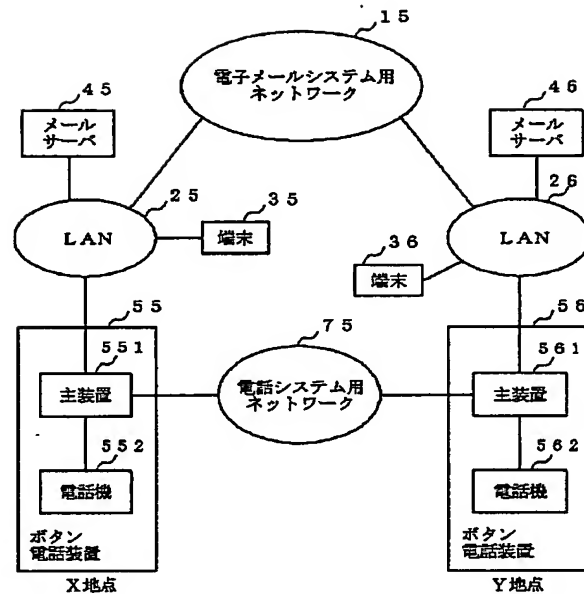 １５
電子メールシステム用
ネットワーク
４５
メール
サーバ
４６
メール
サーバ
２５
LAN
３５
端末
２６
LAN
３６
端末
５５
５５１
主装置
５５２
電話機
ボタン
電話装置
X地点
７５
電話システム用
ネットワーク
５６
５６１
主装置
５６２
電話機
ボタン
電話装置
Y地点